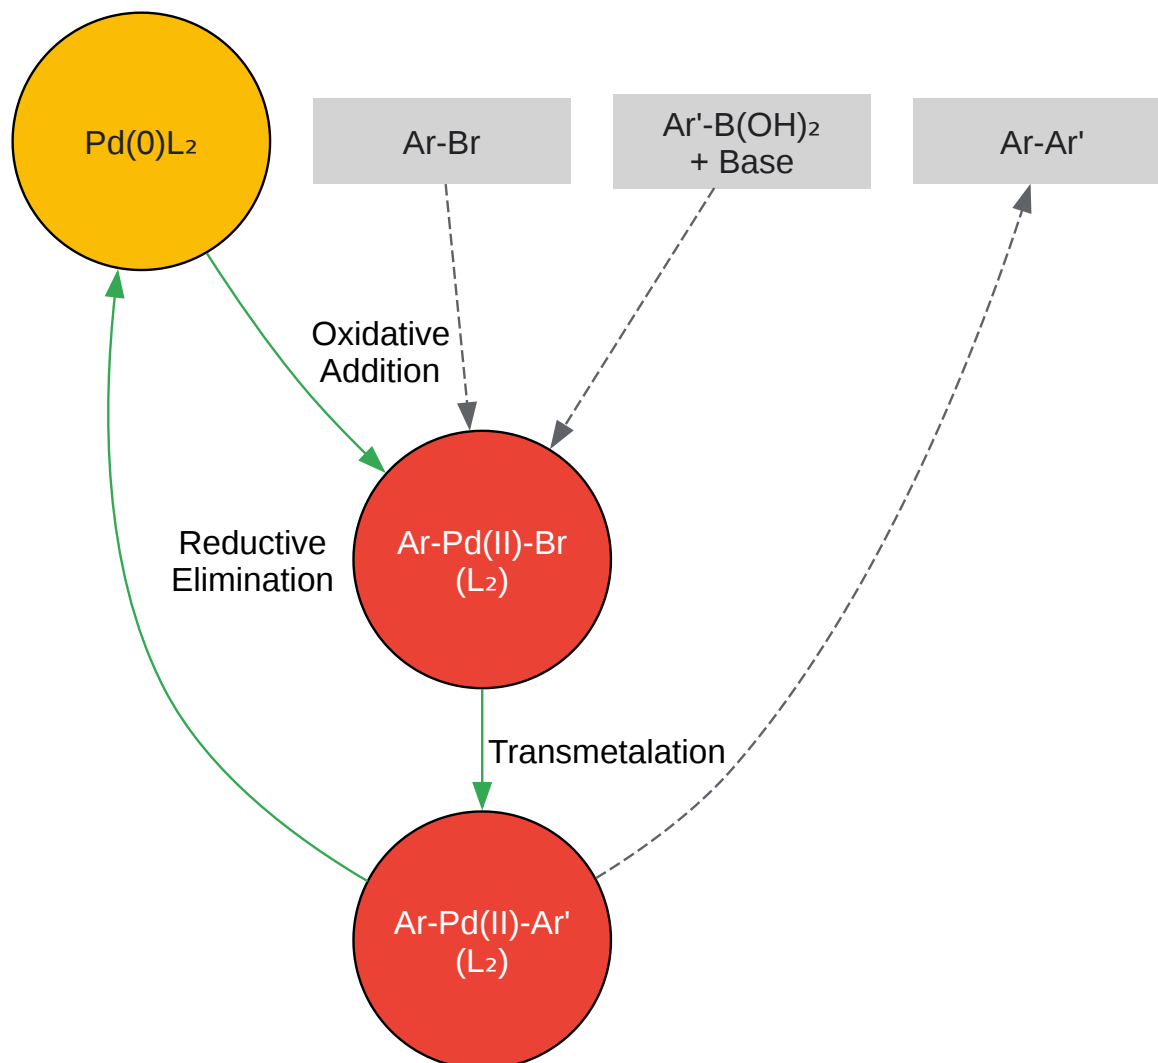 Pd(0)L₂
Ar-Br
Ar'-B(OH)₂
+ Base
Ar-Ar'
Oxidative
Addition
Ar-Pd(II)-Br
(L₂)
Reductive
Elimination
Transmetalation
Ar-Pd(II)-Ar'
(L₂)